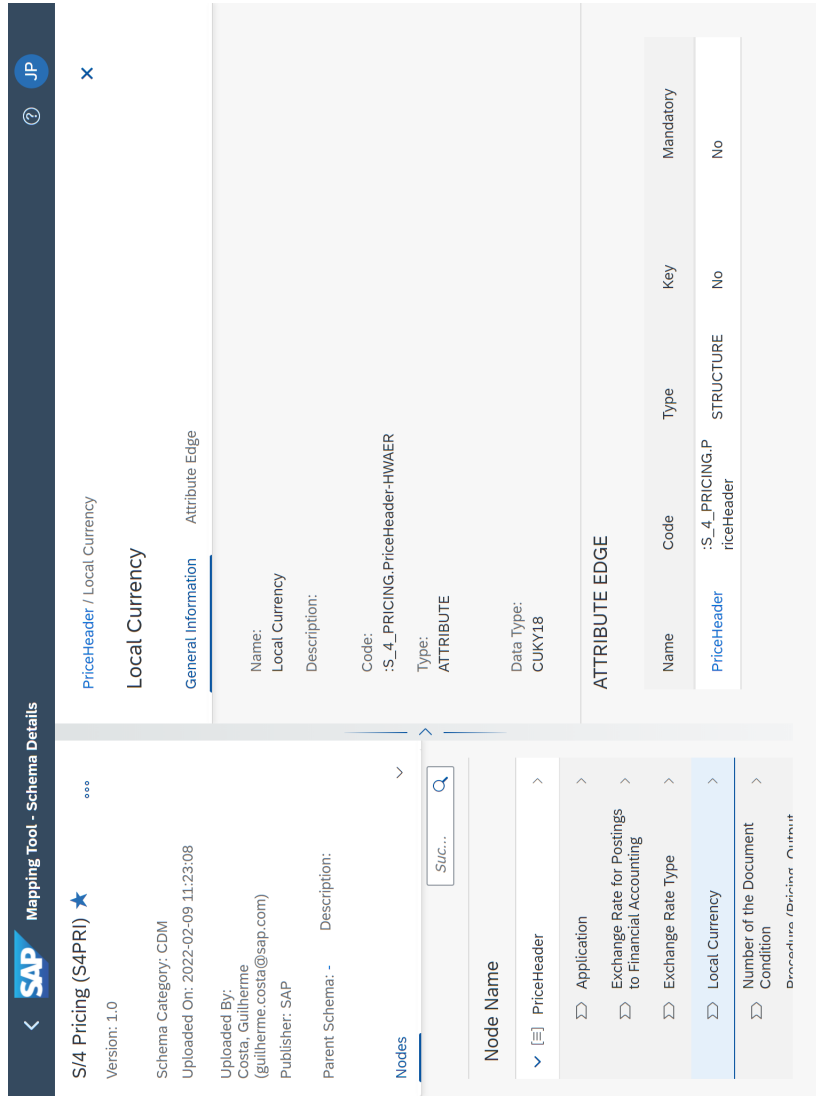 SAP
Mapping Tool - Schema Details
JP
S/4 Pricing (S4PRI)
Version: 1.0
Schema Category: CDM
Uploaded On: 2022-02-09 11:23:08
Uploaded By:
Costa, Guilherme
(guilherme.costa@sap.com)
Publisher: SAP
Parent Schema: - Description:
Nodes
Suc...
Node Name
PriceHeader
Application
Exchange Rate for Postings
to Financial Accounting
Exchange Rate Type
Local Currency
Number of the Document
Condition
Procedure (Pricing, Output
PriceHeader / Local Currency
Local Currency
General Information Attribute Edge
Name:
Local Currency
Description:
Code:
:S_4_PRICING.PriceHeader-HWAER
Type:
ATTRIBUTE
Data Type:
CUKY18
ATTRIBUTE EDGE
Name Code Type Key Mandatory
PriceHeader :S_4_PRICING.P STRUCTURE No No
riceHeader